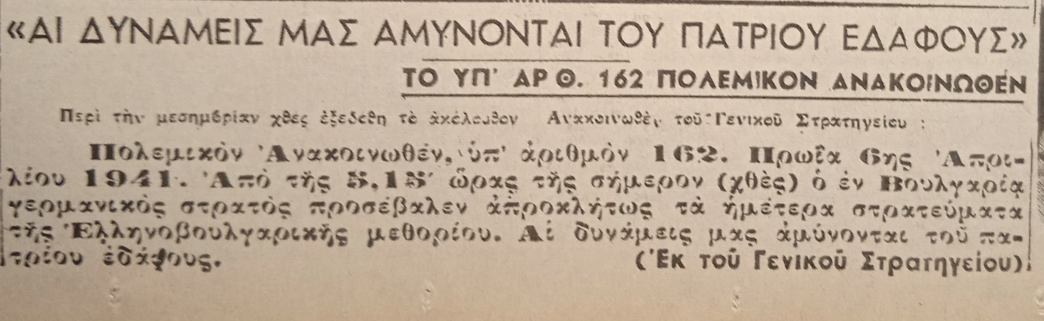 «ΑΙ ΔΥΝΑΜΕΙΣ ΜΑΣ ΑΜΥΝΟΝΤΑΙ ΤΟΥ ΠΑΤΡΙΟΥ ΕΔΑΦΟΥΣ»
ΤΟ ΥΠ' ΑΡΙΘ. 162 ΠΟΛΕΜΙΚΟΝ ΑΝΑΚΟΙΝΩΘΕΝ
Περὶ τὴν μεσημβρίαν χθὲς ἐξεδόθη τὸ ἀκόλουθον Ἀνακοινωθὲν τοῦ Γενικοῦ Στρατηγείου :
Πολεμικὸν Ἀνακοινωθέν, ὑπ' ἀριθμὸν 162. Πρωΐα 6ης Ἀπρι-
λίου 1941. Ἀπὸ τῆς 5,15' ὥρας τῆς σήμερον (χθὲς) ὁ ἐν Βουλγαρίᾳ
γερμανικὸς στρατὸς προσέβαλεν ἀπροκλήτως τὰ ἡμέτερα στρατεύματα
τῆς Ἑλληνοβουλγαρικῆς μεθορίου. Αἱ δυνάμεις μας ἀμύνονται τοῦ πα-
τρίου ἐδάφους. (Ἐκ τοῦ Γενικοῦ Στρατηγείου)